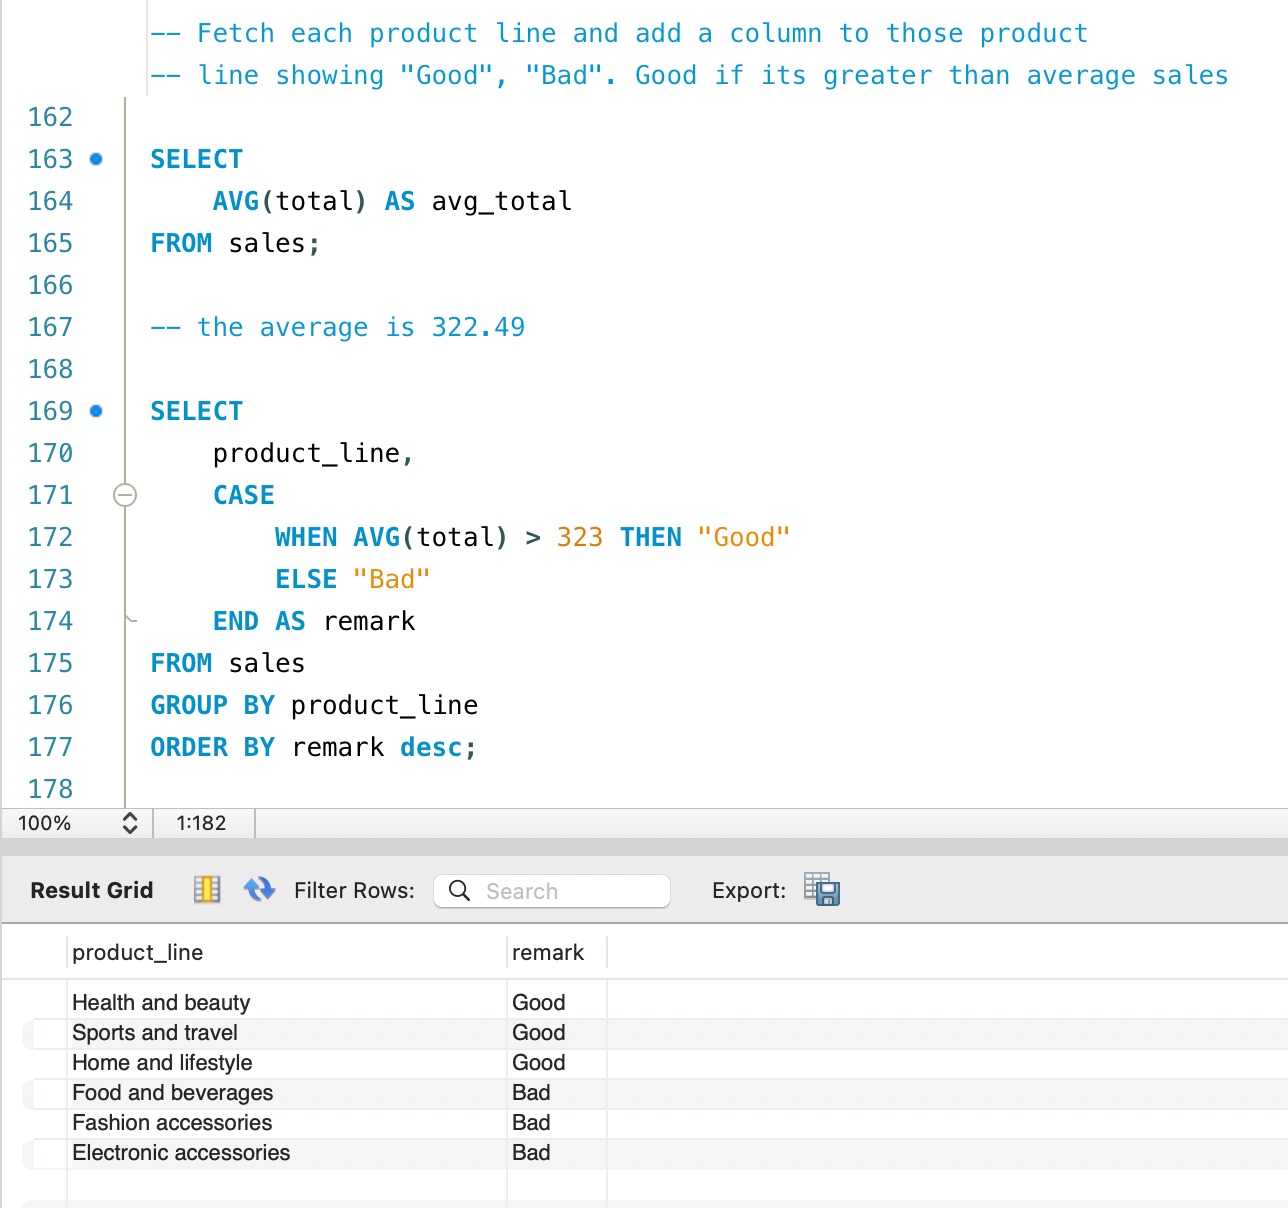 -- Fetch each product line and add a column to those product
-- line showing "Good", "Bad". Good if its greater than average sales
162
163 SELECT
164 AVG(total) AS avg_total
165 FROM sales;
166
167 -- the average is 322.49
168
169 SELECT
170 product_line,
171 CASE
172 WHEN AVG(total) > 323 THEN "Good"
173 ELSE "Bad"
174 END AS remark
175 FROM sales
176 GROUP BY product_line
177 ORDER BY remark desc;
178
100% 1:182
Result Grid Filter Rows: Search Export:
product_line remark
Health and beauty Good
Sports and travel Good
Home and lifestyle Good
Food and beverages Bad
Fashion accessories Bad
Electronic accessories Bad